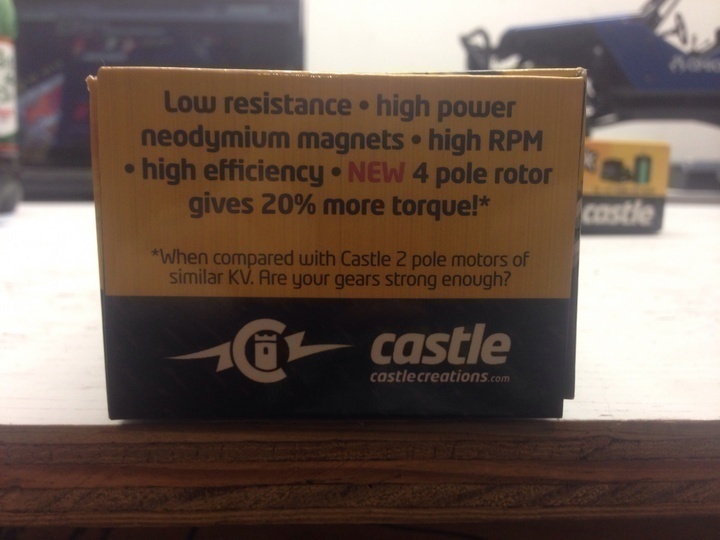 Low resistance • high power
neodymium magnets • high RPM
• high efficiency • NEW 4 pole rotor
gives 20% more torque!*
*When compared with Castle 2 pole motors of
similar KV. Are your gears strong enough?
castle
castlecreations.com
castle